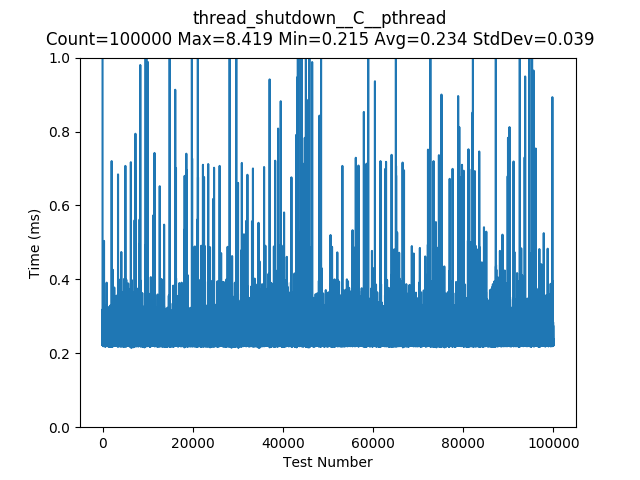 thread_shutdown__C__pthread
Count=100000 Max=8.419 Min=0.215 Avg=0.234 StdDev=0.039
1.0
0.8
0.6
0.4
0.2
0.0
Time (ms)
0 20000 40000 60000 80000 100000
Test Number